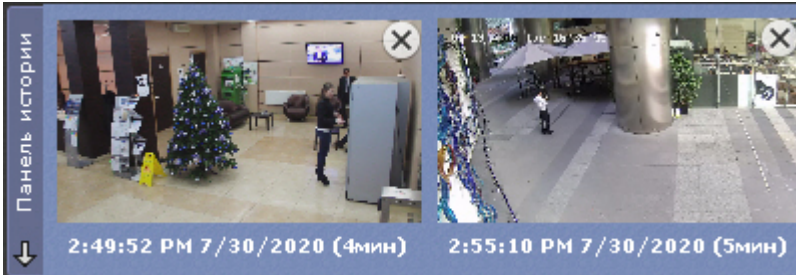 Панель истории
2:49:52 PM 7/30/2020 (4мин)
2:55:10 PM 7/30/2020 (5мин)